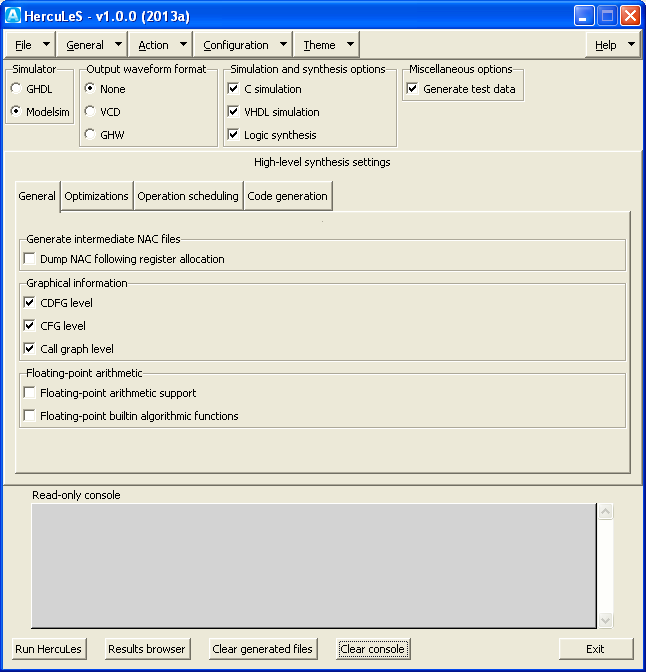 HercuLeS - v1.0.0 (2013a)
File General Action Configuration Theme Help
Simulator
GHDL
Modelsim
Output waveform format
None
VCD
GHW
Simulation and synthesis options
C simulation
VHDL simulation
Logic synthesis
Miscellaneous options
Generate test data
High-level synthesis settings
General Optimizations Operation scheduling Code generation
Generate intermediate NAC files
Dump NAC following register allocation
Graphical information
CDFG level
CFG level
Call graph level
Floating-point arithmetic
Floating-point arithmetic support
Floating-point builtin algorithmic functions
Read-only console
Run HercuLes Results browser Clear generated files Clear console Exit